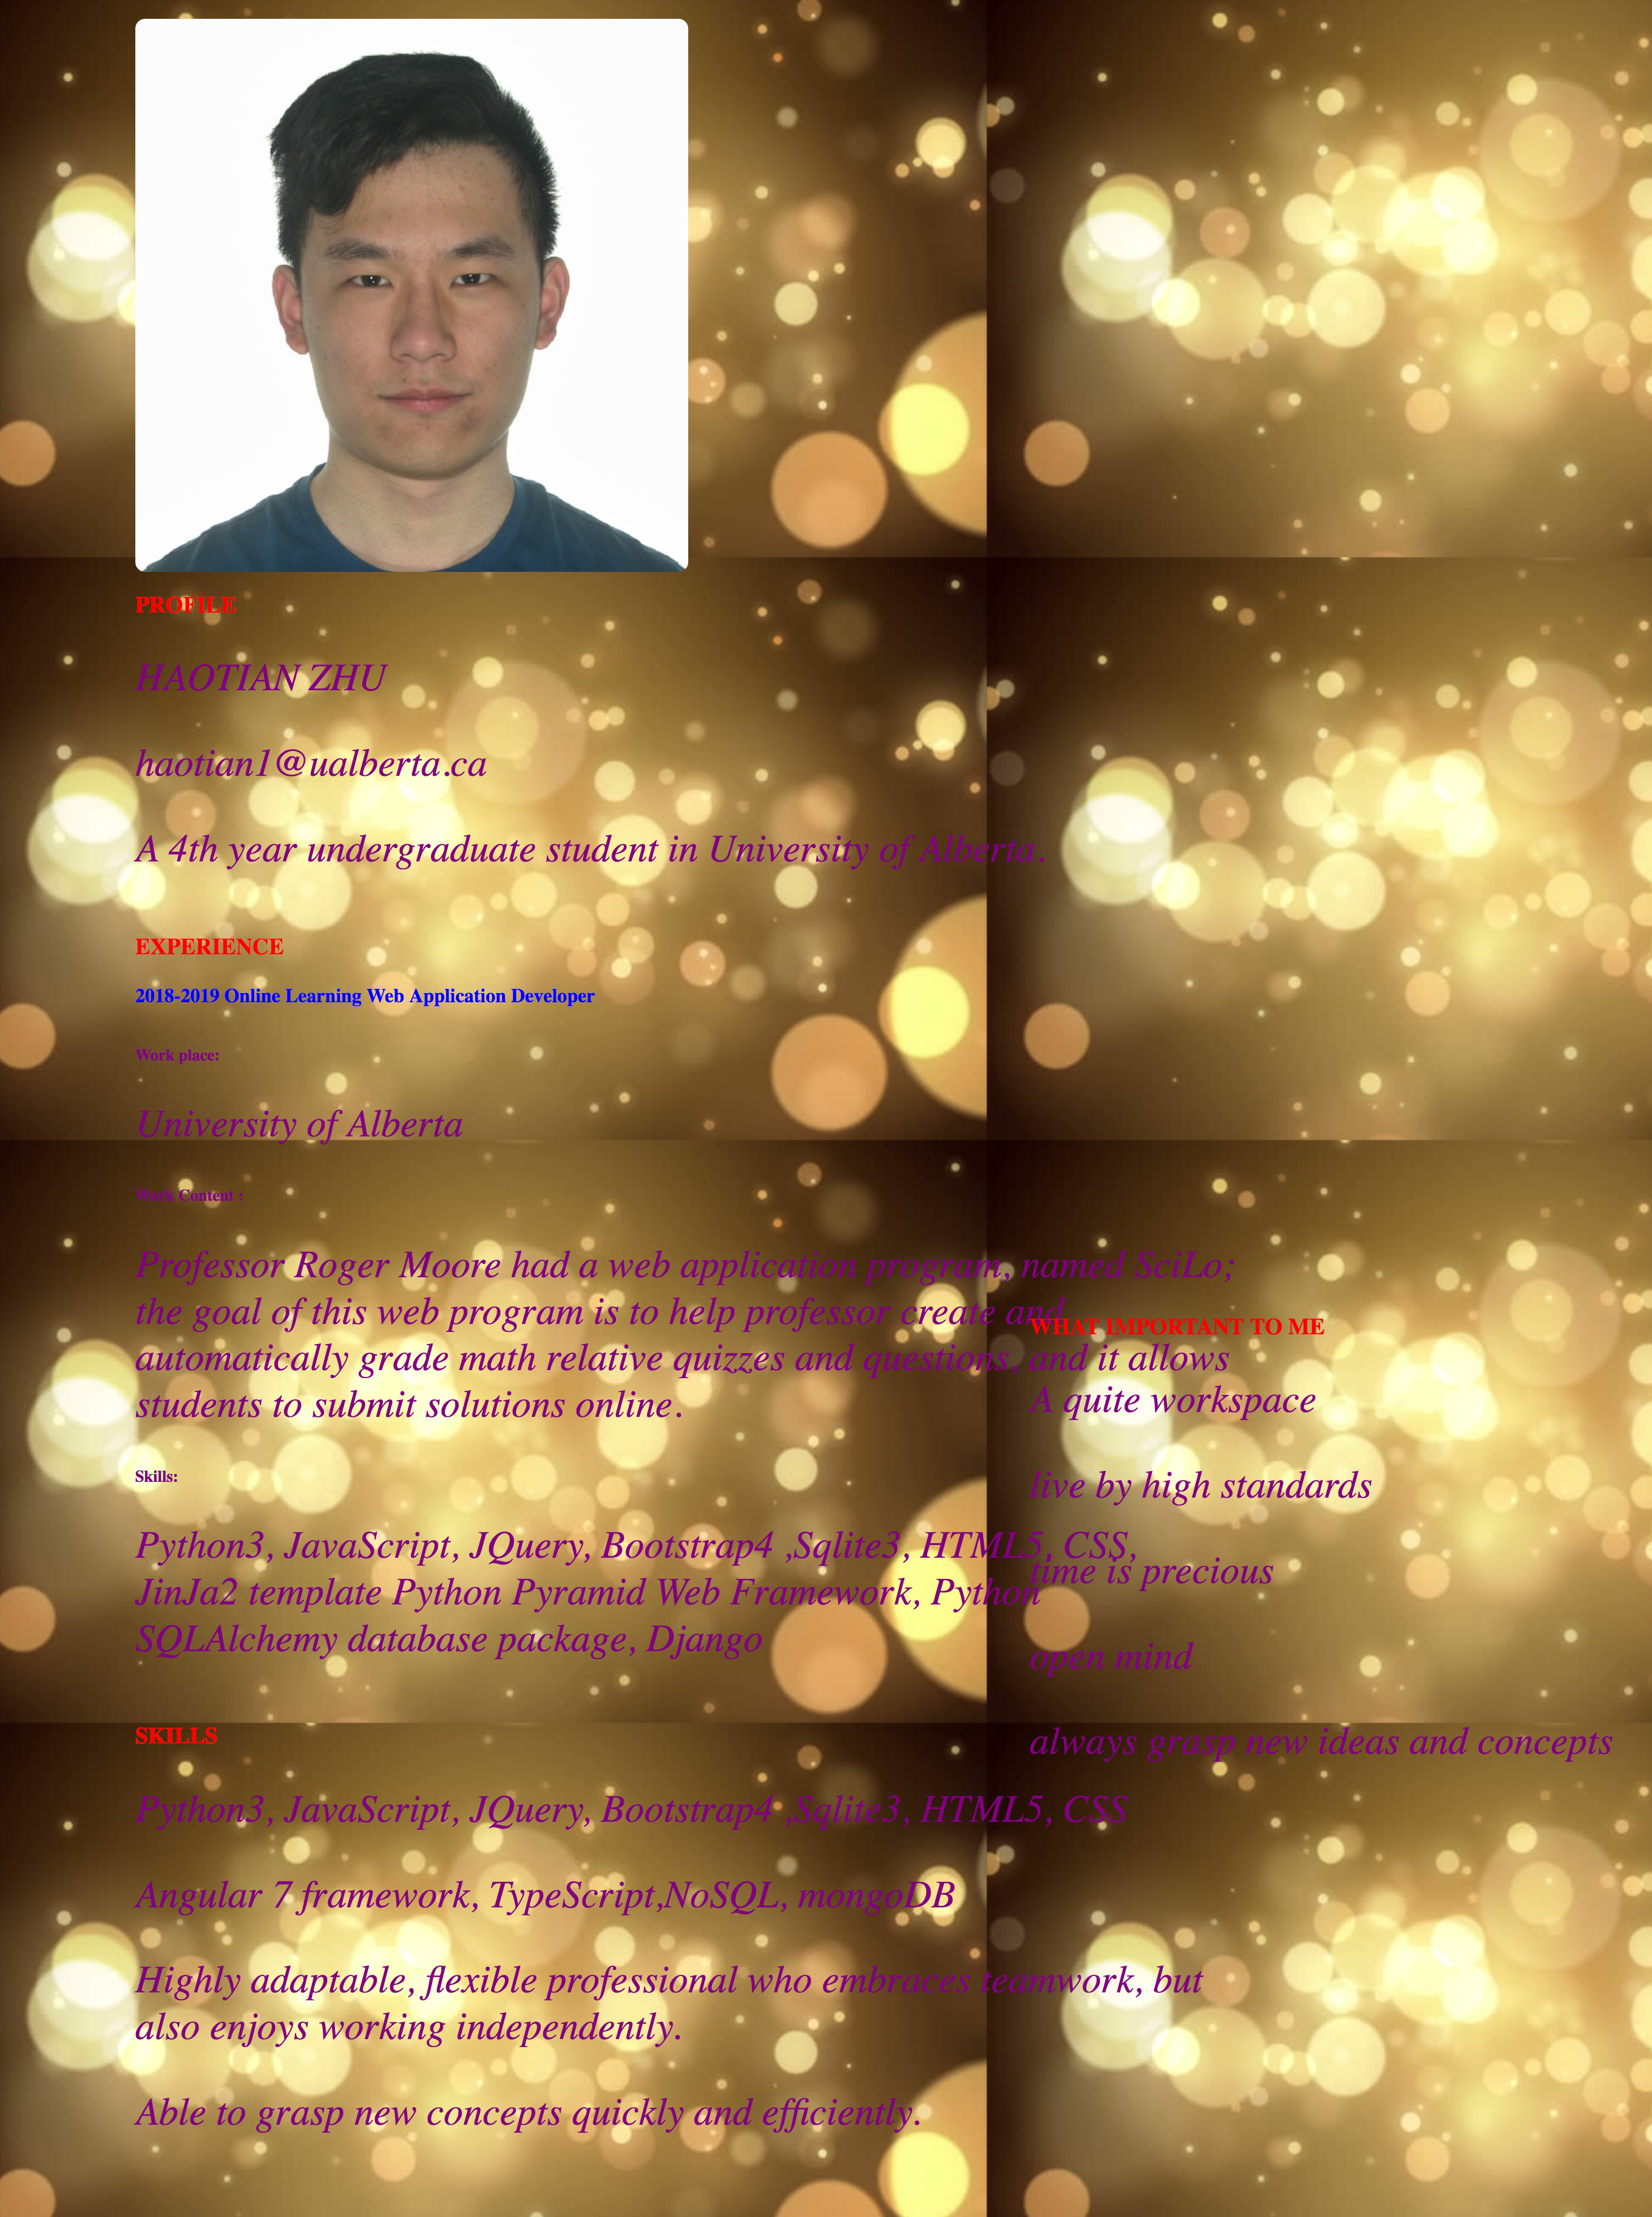 PROFILE
HAOTIAN ZHU
haotian1@ualberta.ca
A 4th year undergraduate student in University of Alberta.
EXPERIENCE
2018-2019 Online Learning Web Application Developer
Work place:
University of Alberta
Work Content :
Professor Roger Moore had a web application program, named SciLo;
the goal of this web program is to help professor create and
automatically grade math relative quizzes and questions, and it allows
students to submit solutions online.
Skills:
Python3, JavaScript, JQuery, Bootstrap4 ,Sqlite3, HTML5, CSS,
JinJa2 template Python Pyramid Web Framework, Python
SQLAlchemy database package, Django
SKILLS
Python3, JavaScript, JQuery, Bootstrap4 ,Sqlite3, HTML5, CSS
Angular 7 framework, TypeScript,NoSQL, mongoDB
Highly adaptable, flexible professional who embraces teamwork, but
also enjoys working independently.
Able to grasp new concepts quickly and efficiently.
WHAT IMPORTANT TO ME
A quite workspace
live by high standards
time is precious
open mind
always grasp new ideas and concepts